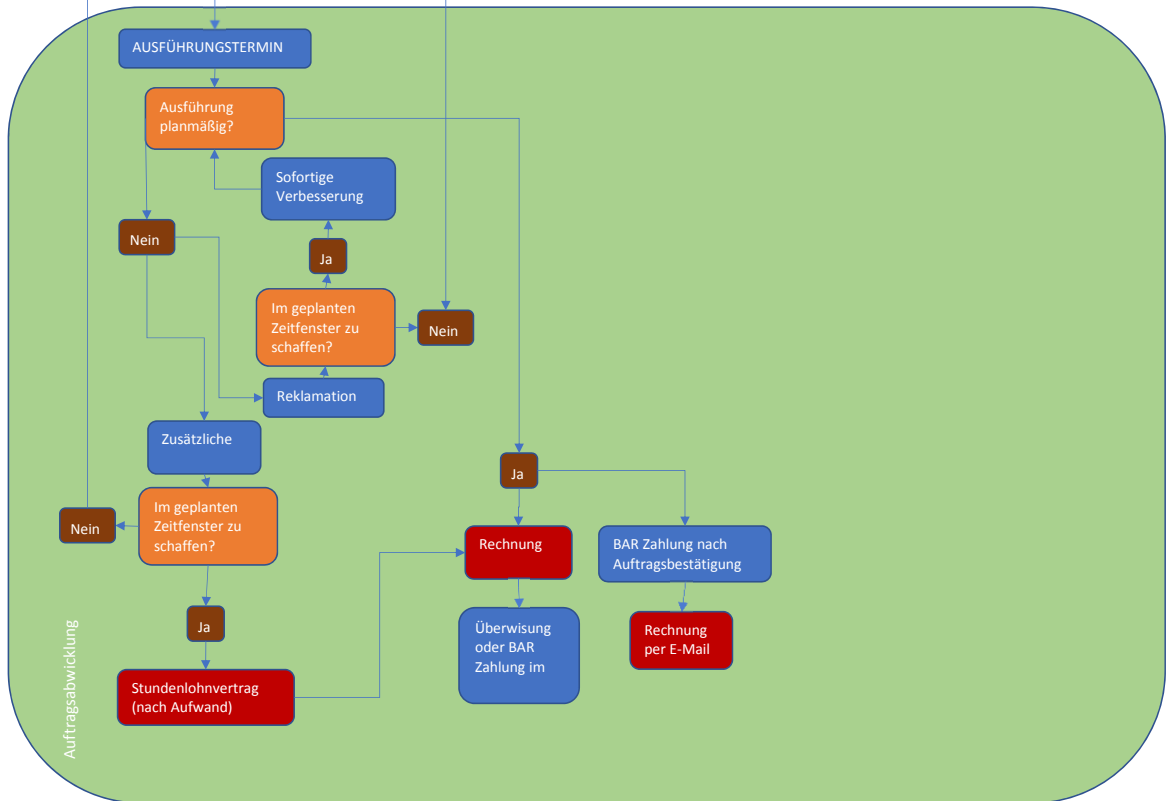 AUSFÜHRUNGSTERMIN
Ausführung
planmäßig?
Sofortige
Verbesserung
Nein
Ja
Im geplanten
Zeitfenster zu
schaffen?
Nein
Reklamation
Zusätzliche
Ja
Im geplanten
Zeitfenster zu
schaffen?
Nein
Rechnung
BAR Zahlung nach
Auftragsbestätigung
Ja
Überwisung
oder BAR
Zahlung im
Rechnung
per E-Mail
Stundenlohnvertrag
(nach Aufwand)
Auftragsabwicklung